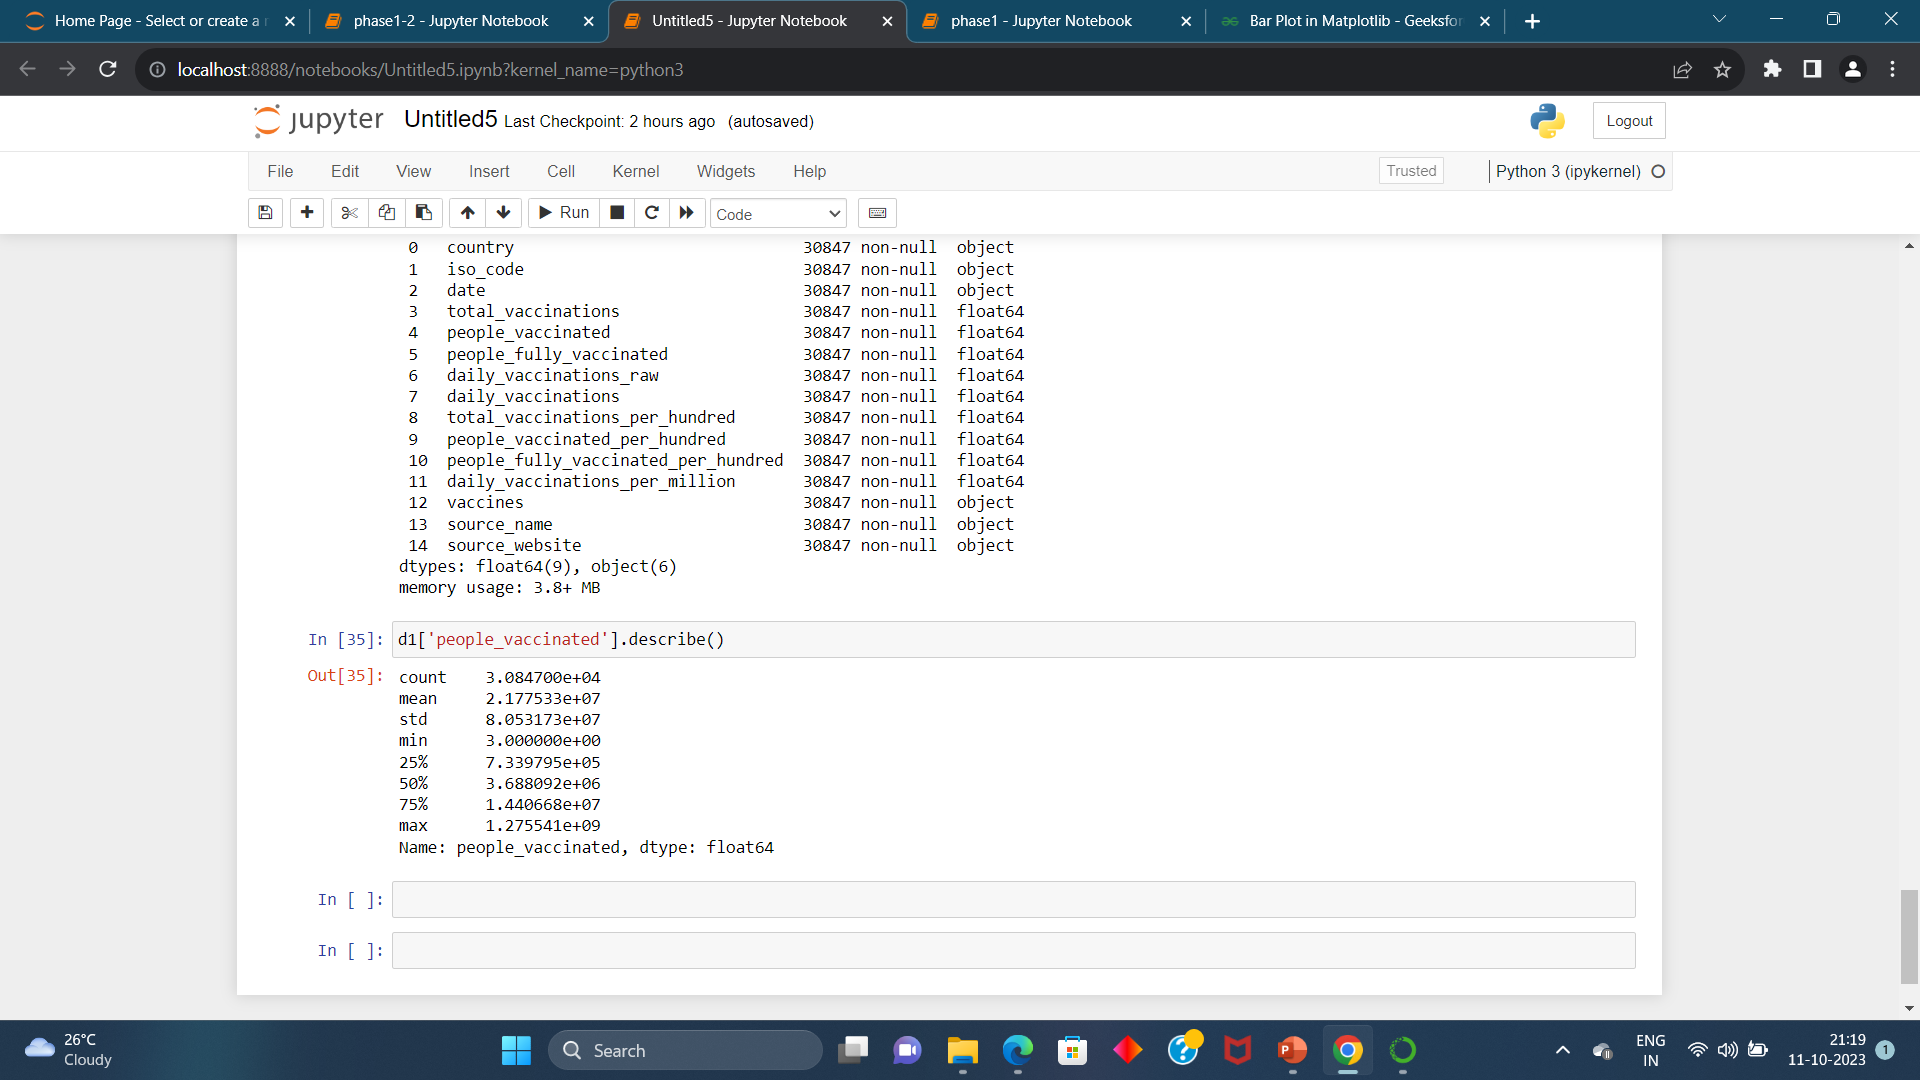 Home Page - Select or create a
phase1-2 - Jupyter Notebook
Untitled5 - Jupyter Notebook
phase1 - Jupyter Notebook
Bar Plot in Matplotlib - Geeksfor
localhost:8888/notebooks/Untitled5.ipynb?kernel_name=python3
jupyter Untitled5 Last Checkpoint: 2 hours ago (autosaved)
Logout
File Edit View Insert Cell Kernel Widgets Help
Trusted
Python 3 (ipykernel)
Run
Code
0 country 30847 non-null object
1 iso_code 30847 non-null object
2 date 30847 non-null object
3 total_vaccinations 30847 non-null float64
4 people_vaccinated 30847 non-null float64
5 people_fully_vaccinated 30847 non-null float64
6 daily_vaccinations_raw 30847 non-null float64
7 daily_vaccinations 30847 non-null float64
8 total_vaccinations_per_hundred 30847 non-null float64
9 people_vaccinated_per_hundred 30847 non-null float64
10 people_fully_vaccinated_per_hundred 30847 non-null float64
11 daily_vaccinations_per_million 30847 non-null float64
12 vaccines 30847 non-null object
13 source_name 30847 non-null object
14 source_website 30847 non-null object
dtypes: float64(9), object(6)
memory usage: 3.8+ MB
In [35]: d1['people_vaccinated'].describe()
Out[35]: count 3.084700e+04
mean 2.177533e+07
std 8.053173e+07
min 3.000000e+00
25% 7.339795e+05
50% 3.688092e+06
75% 1.440668e+07
max 1.275541e+09
Name: people_vaccinated, dtype: float64
In [ ]:
In [ ]:
26°C
Cloudy
Search
ENG
IN
21:19
11-10-2023
1